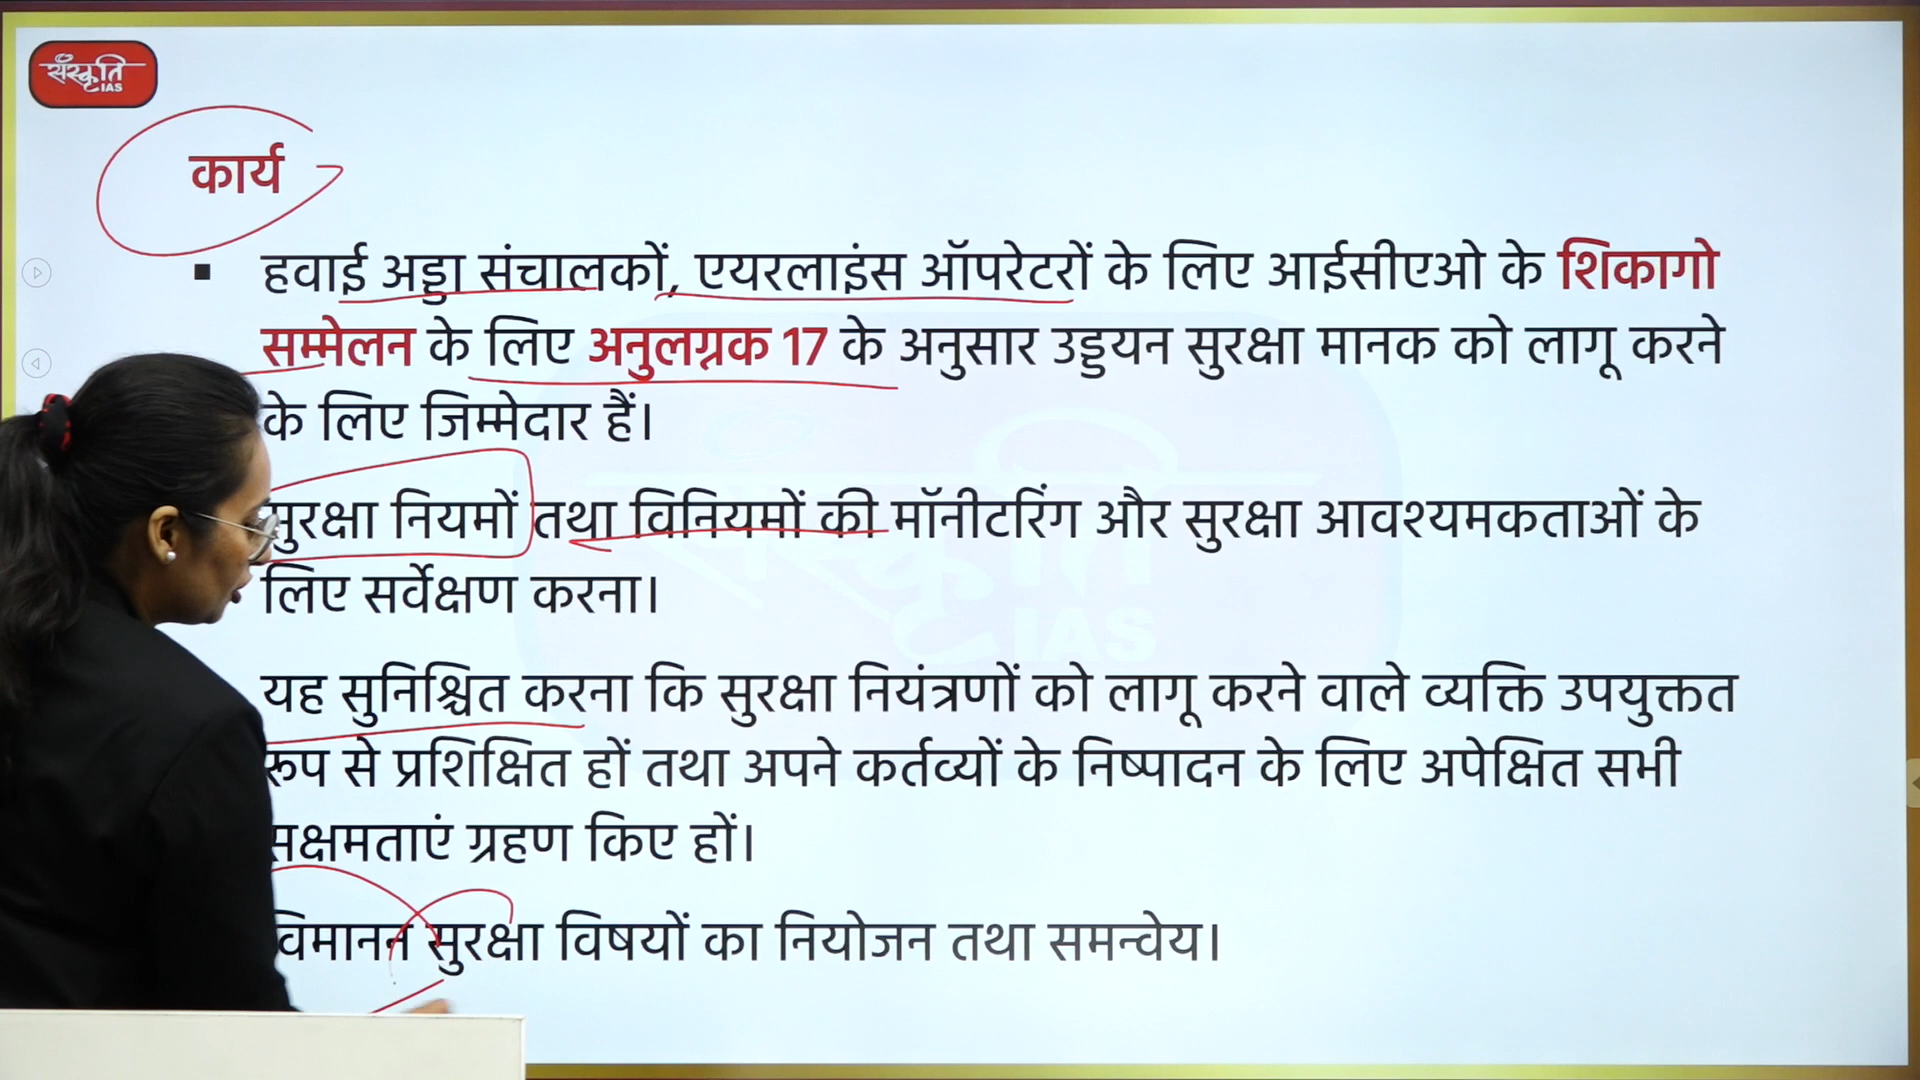 संस्कृति
IAS
कार्य
▪ हवाई अड्डा संचालकों, एयरलाइंस ऑपरेटरों के लिए आईसीएओ के शिकागो
सम्मेलन के लिए अनुलग्नक 17 के अनुसार उड्डयन सुरक्षा मानक को लागू करने
के लिए जिम्मेदार हैं।
सुरक्षा नियमों तथा विनियमों की मॉनीटरिंग और सुरक्षा आवश्यमकताओं के
लिए सर्वेक्षण करना।
यह सुनिश्चित करना कि सुरक्षा नियंत्रणों को लागू करने वाले व्यक्ति उपयुक्तत
रूप से प्रशिक्षित हों तथा अपने कर्तव्यों के निष्पादन के लिए अपेक्षित सभी
सक्षमताएं ग्रहण किए हों।
विमानन सुरक्षा विषयों का नियोजन तथा समन्वेय।
संस्कृति
IAS